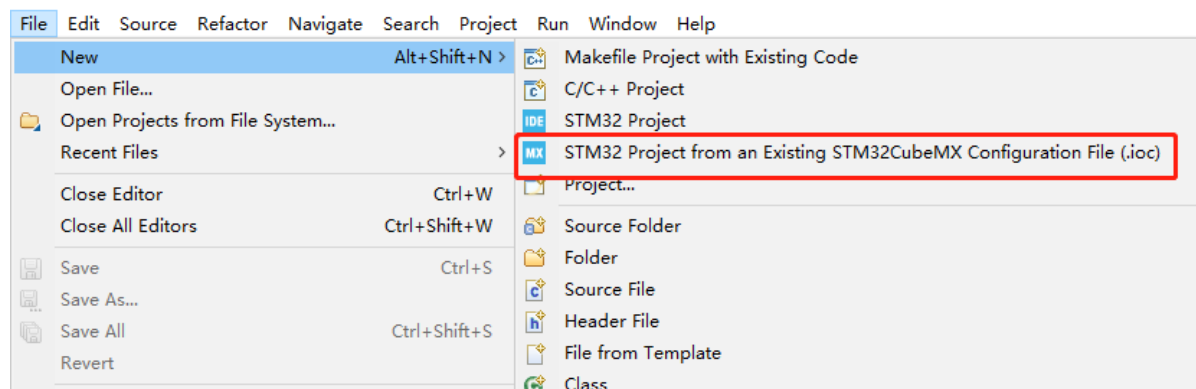 File Edit Source Refactor Navigate Search Project Run Window Help
New Alt+Shift+N >
Open File...
Open Projects from File System...
Recent Files >
Close Editor Ctrl+W
Close All Editors Ctrl+Shift+W
Save Ctrl+S
Save As...
Save All Ctrl+Shift+S
Revert
Makefile Project with Existing Code
C/C++ Project
IDE STM32 Project
MX STM32 Project from an Existing STM32CubeMX Configuration File (.ioc)
Project...
Source Folder
Folder
Source File
Header File
File from Template
Class